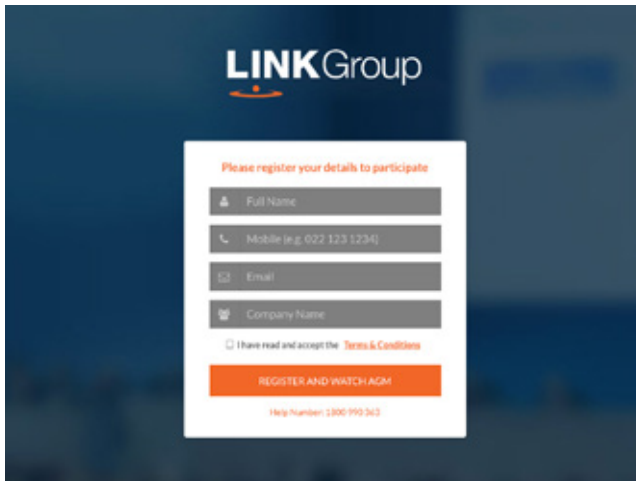 LINKGroup
Please register your details to participate
Full Name
Mobile (e.g. 022 123 1234)
Email
Company Name
I have read and accept the Terms & Conditions
REGISTER AND WATCH AGM
Help Number: 1800 990 363